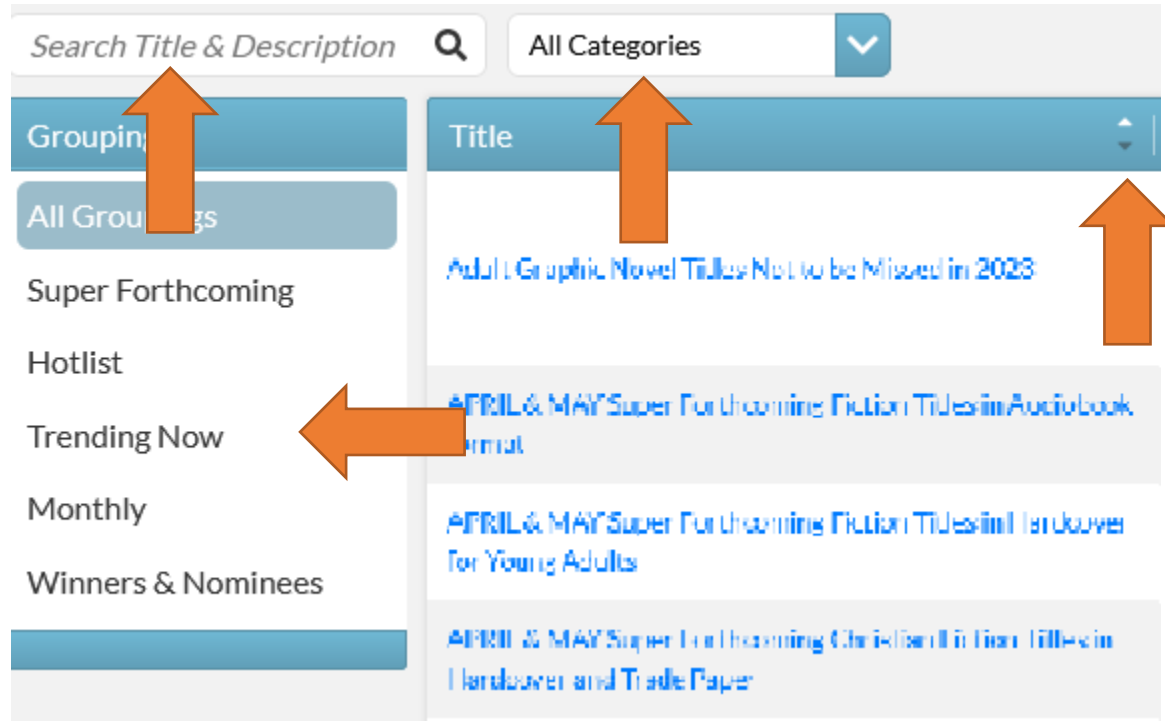 Search Title & Description
All Categories
Grouping
Title
All Groupings
Super Forthcoming
Hotlist
Trending Now
Monthly
Winners & Nominees
Adult Graphic Novel Titles Not to be Missed in 2023
APRIL & MAY Super Forthcoming Fiction Titles in Audiobook
APRIL & MAY Super Forthcoming Fiction Titles in Hardcover
for Young Adults
APRIL & MAY Super Forthcoming Christian Fiction Titles in
Hardcover and Trade Paper